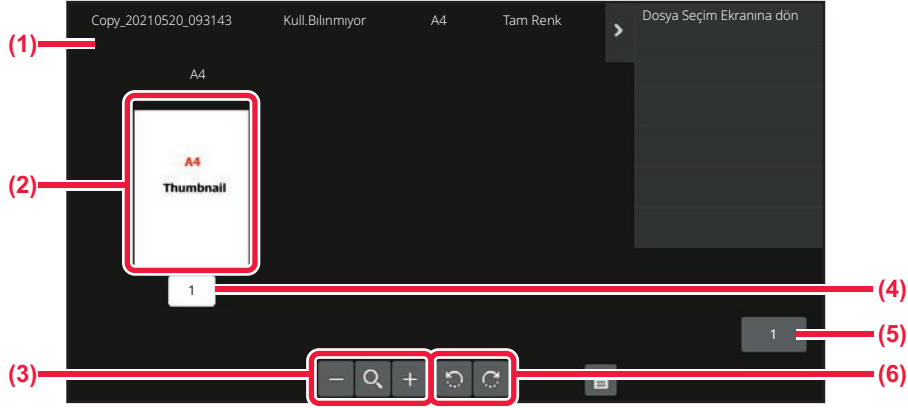 Copy_20210520_093143 Kull.Bılınmıyor A4 Tam Renk Dosya Seçim Ekranına dön
(1)
A4
A4
(2)
Thumbnail
1
(4)
1
(5)
(3)
(6)